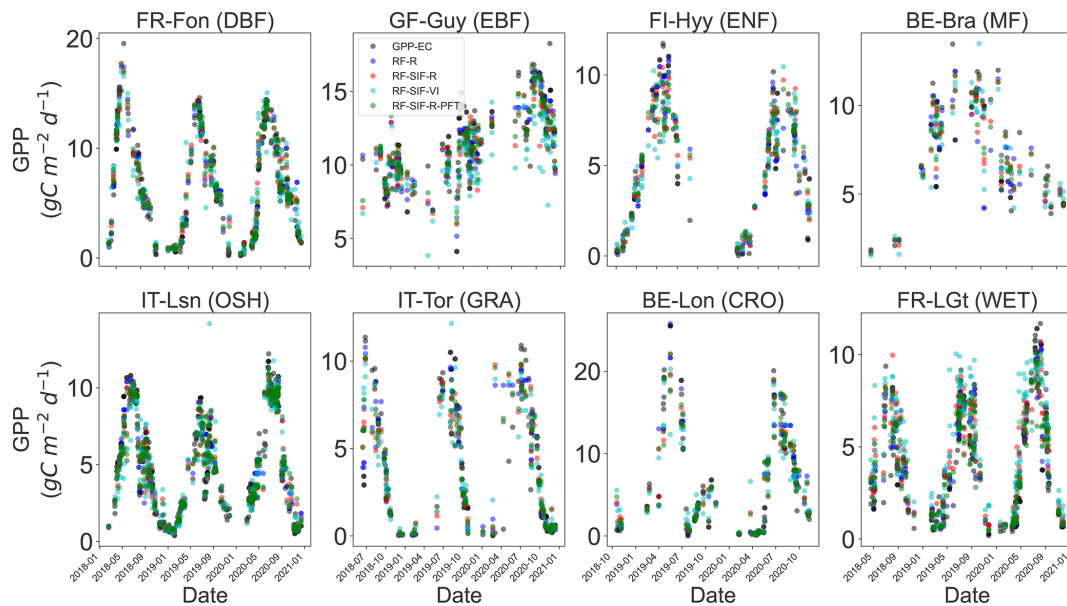 FR-Fon (DBF)
GF-Guy (EBF)
FI-Hyy (ENF)
BE-Bra (MF)
GPP
(gC m⁻² d⁻¹)
20
10
0
15
10
5
GPP-EC
RF-R
RF-SIF-R
RF-SIF-VI
RF-SIF-R-PFT
10
5
0
10
5
IT-Lsn (OSH)
IT-Tor (GRA)
BE-Lon (CRO)
FR-LGt (WET)
GPP
(gC m⁻² d⁻¹)
10
5
0
10
5
0
20
10
0
10
5
0
2018-01 2018-05 2018-09 2019-01 2019-05 2019-09 2020-01 2020-05 2020-09 2021-01
2018-07 2018-10 2019-01 2019-04 2019-07 2019-10 2020-01 2020-04 2020-07 2020-10 2021-01
2018-10 2019-01 2019-04 2019-07 2019-10 2020-01 2020-04 2020-07 2020-10
2018-05 2018-09 2019-01 2019-05 2019-09 2020-01 2020-05 2020-09 2021-01
Date
Date
Date
Date